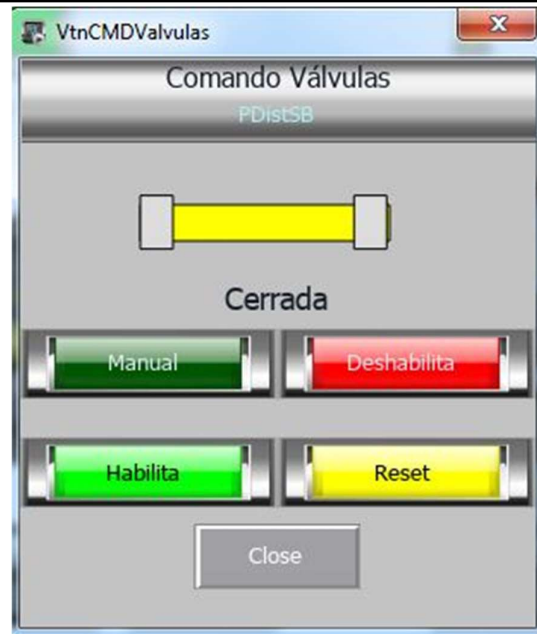 VtnCMDValvulas
Comando Válvulas
PDistSB
Cerrada
Manual
Deshabilita
Habilita
Reset
Close